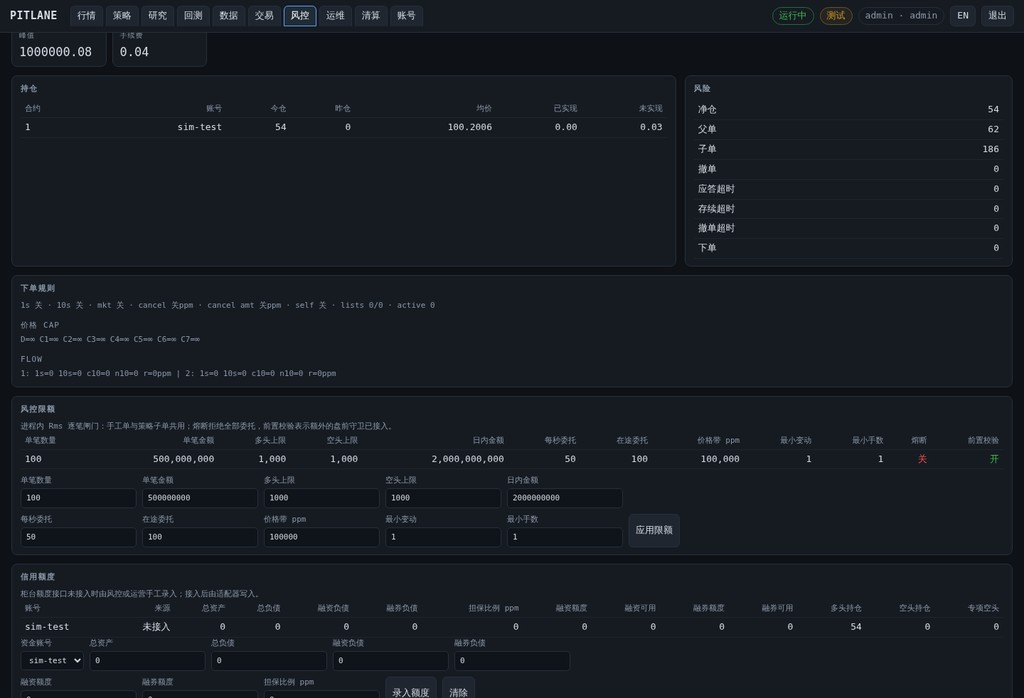 PITLANE 行情 策略 研究 回测 数据 交易 风控 运维 清算 账号 运行中 测试 admin · admin EN 退出
峰值 手续费
1000000.08 0.04
持仓
合约 账号 今仓 昨仓 均价 已实现 未实现
1 sim-test 54 0 100.2006 0.00 0.03
风险
净仓 54
父单 62
子单 186
撤单 0
应答超时 0
存续超时 0
撤单超时 0
下单 0
下单规则
1s 关 · 10s 关 · mkt 关 · cancel 关ppm · cancel amt 关ppm · self 关 · lists 0/0 · active 0
价格 CAP
D=∞ C1=∞ C2=∞ C3=∞ C4=∞ C5=∞ C6=∞ C7=∞
FLOW
1: 1s=0 10s=0 c10=0 n10=0 r=0ppm | 2: 1s=0 10s=0 c10=0 n10=0 r=0ppm
风控限额
进程内 Rms 逐笔闸门：手工单与策略子单共用；熔断拒绝全部委托，前置校验表示额外的盘前守卫已接入。
单笔数量 单笔金额 多头上限 空头上限 日内金额 每秒委托 在途委托 价格带 ppm 最小变动 最小手数 熔断 前置校验
100 500,000,000 1,000 1,000 2,000,000,000 50 100 100,000 1 1 关 开
单笔数量 单笔金额 多头上限 空头上限 日内金额
100 500000000 1000 1000 2000000000
每秒委托 在途委托 价格带 ppm 最小变动 最小手数
50 100 100000 1 1 应用限额
信用额度
柜台额度接口未接入时由风控或运营手工录入；接入后由适配器写入。
账号 来源 总资产 总负债 融资负债 融券负债 担保比例 ppm 融资额度 融资可用 融券额度 融券可用 多头持仓 空头持仓 专项空头
sim-test 未接入 0 0 0 0 0 0 0 0 0 54 0 0
资金账号 总资产 总负债 融资负债 融券负债
sim-test 0 0 0 0
融资额度 融券额度 担保比例 ppm
录入额度 清除